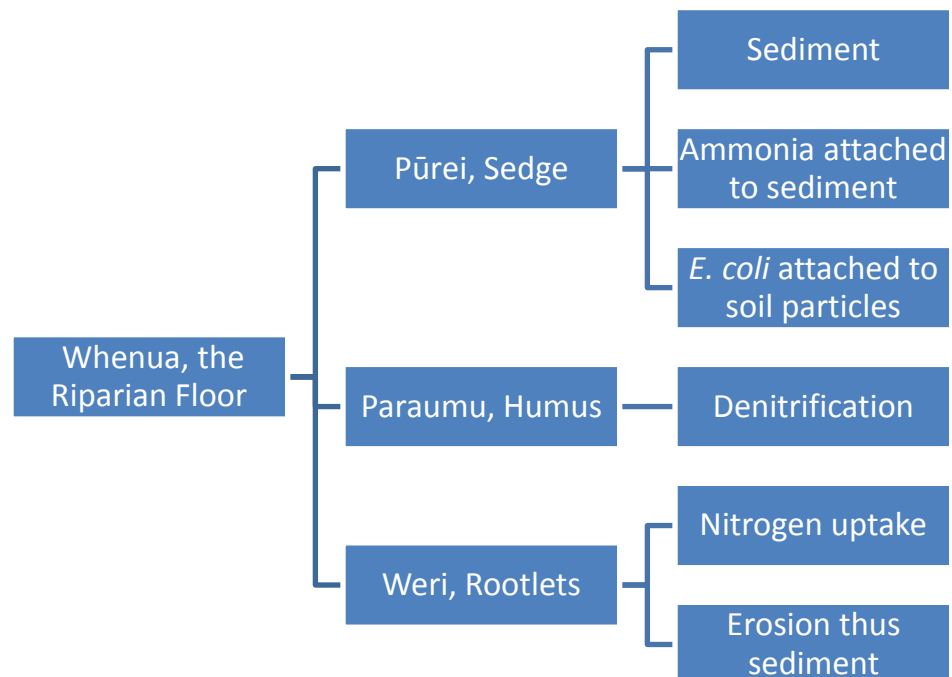 Whenua, the
Riparian Floor
Pūrei, Sedge
Sediment
Ammonia attached
to sediment
E. coli attached to
soil particles
Paraumu, Humus
Denitrification
Weri, Rootlets
Nitrogen uptake
Erosion thus
sediment